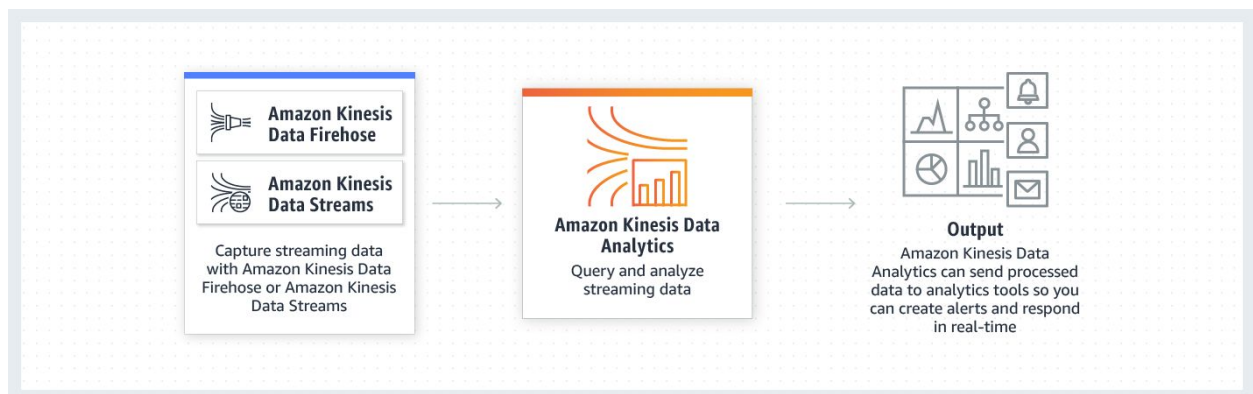 Amazon Kinesis
Data Firehose
Amazon Kinesis
Data Streams
Capture streaming data
with Amazon Kinesis Data
Firehose or Amazon Kinesis
Data Streams
Amazon Kinesis Data
Analytics
Query and analyze
streaming data
Output
Amazon Kinesis Data
Analytics can send processed
data to analytics tools so you
can create alerts and respond
in real-time